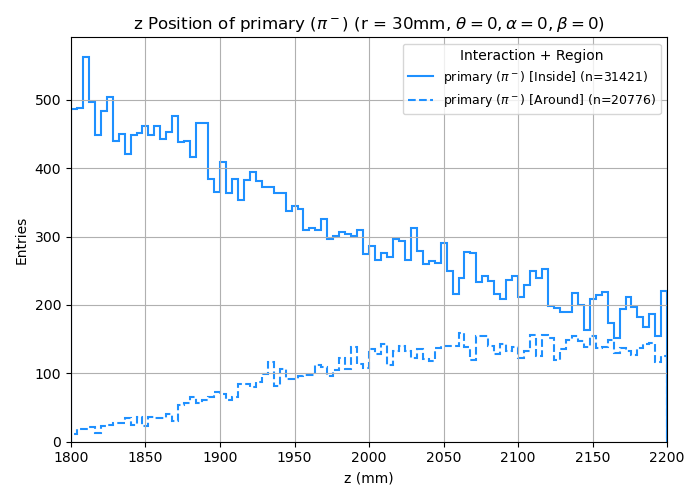 z Position of primary (π⁻) (r = 30mm, θ = 0, α = 0, β = 0)
Interaction + Region
primary (π⁻) [Inside] (n=31421)
primary (π⁻) [Around] (n=20776)
Entries
500
400
300
200
100
0
1800 1850 1900 1950 2000 2050 2100 2150 2200
z (mm)